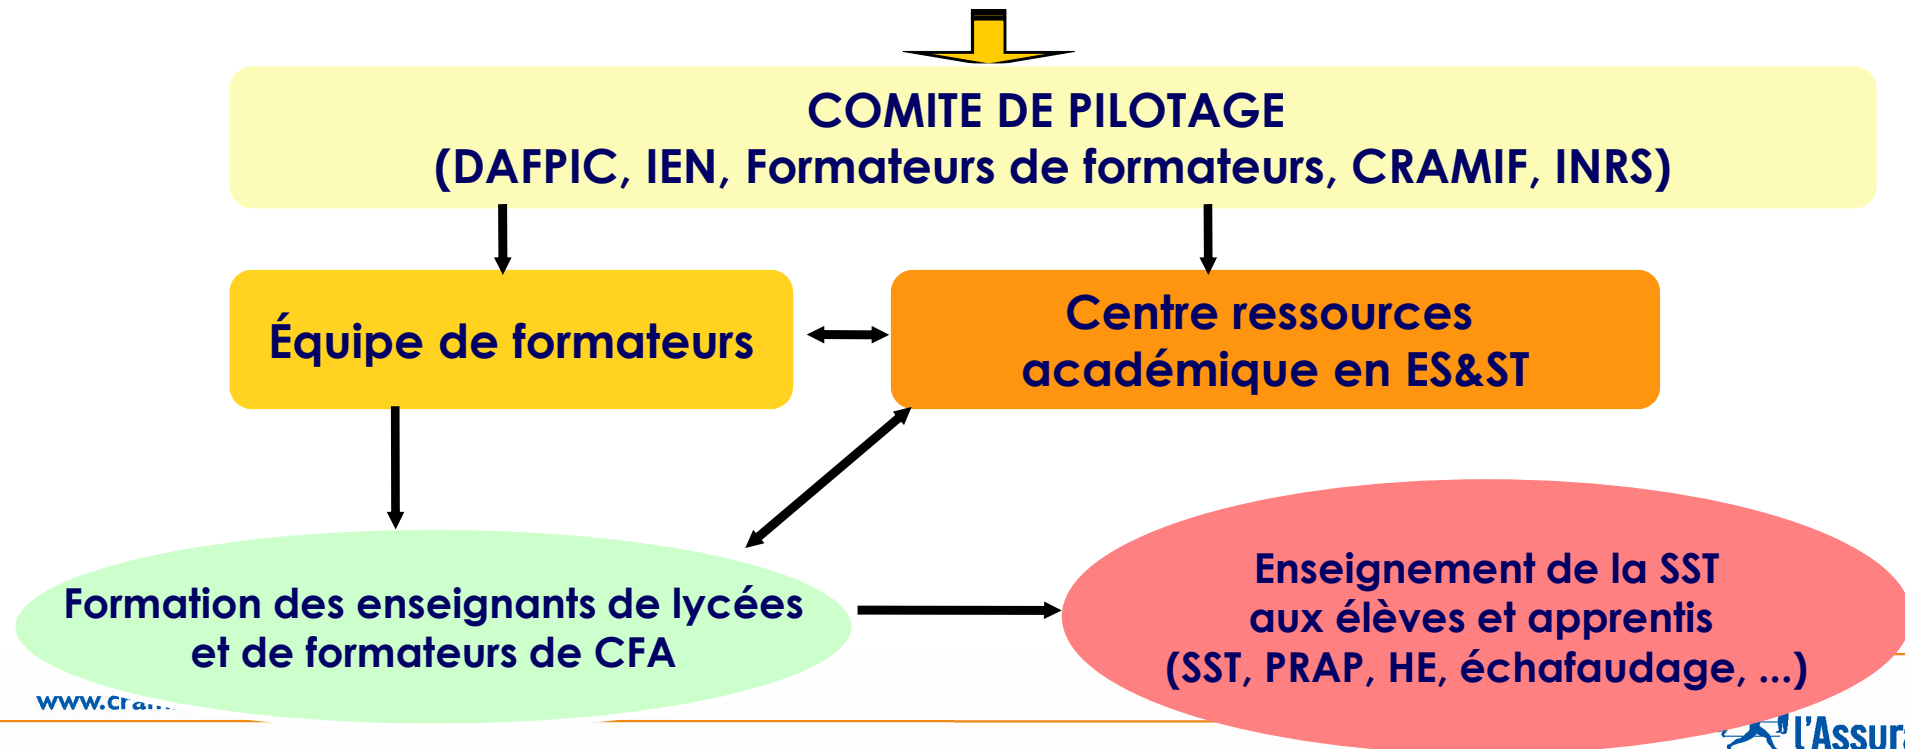 COMITE DE PILOTAGE
(DAFPIC, IEN, Formateurs de formateurs, CRAMIF, INRS)
Équipe de formateurs
Centre ressources
académique en ES&ST
Formation des enseignants de lycées
et de formateurs de CFA
Enseignement de la SST
aux élèves et apprentis
(SST, PRAP, HE, échafaudage, ...)